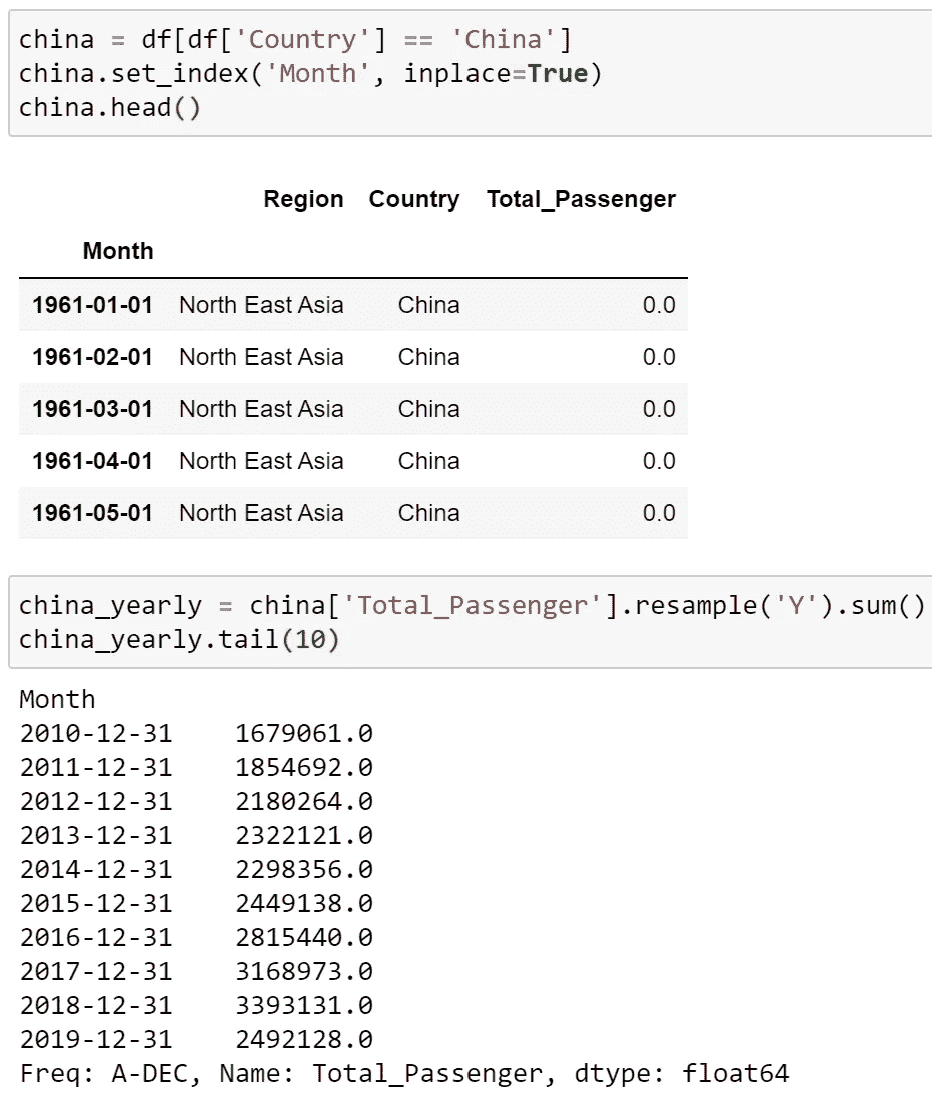 china = df[df['Country'] == 'China']
china.set_index('Month', inplace=True)
china.head()
Region Country Total_Passenger
Month
1961-01-01 North East Asia China 0.0
1961-02-01 North East Asia China 0.0
1961-03-01 North East Asia China 0.0
1961-04-01 North East Asia China 0.0
1961-05-01 North East Asia China 0.0
china_yearly = china['Total_Passenger'].resample('Y').sum()
china_yearly.tail(10)
Month
2010-12-31 1679061.0
2011-12-31 1854692.0
2012-12-31 2180264.0
2013-12-31 2322121.0
2014-12-31 2298356.0
2015-12-31 2449138.0
2016-12-31 2815440.0
2017-12-31 3168973.0
2018-12-31 3393131.0
2019-12-31 2492128.0
Freq: A-DEC, Name: Total_Passenger, dtype: float64